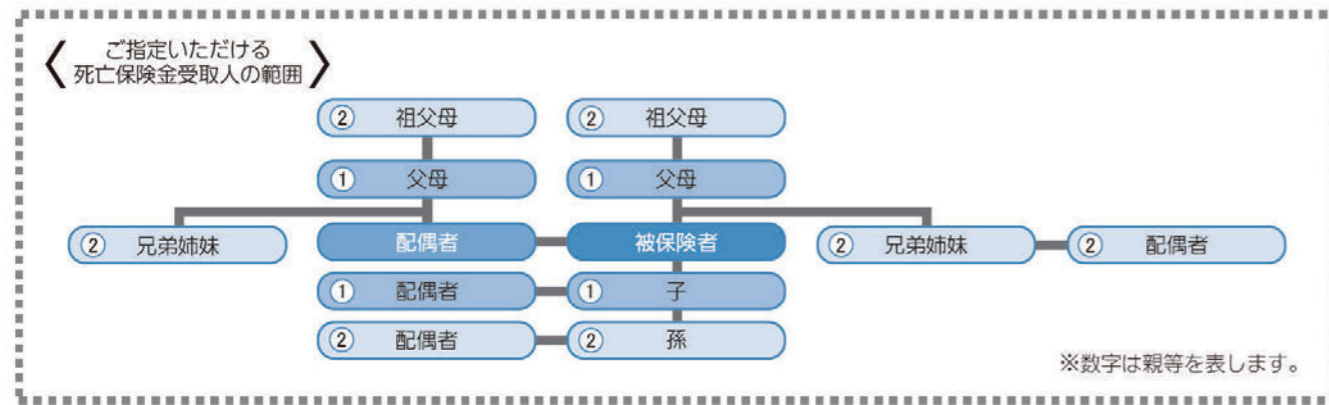 ご指定いただける
死亡保険金受取人の範囲
② 祖父母
② 祖父母
① 父母
① 父母
② 兄弟姉妹
配偶者
被保険者
② 兄弟姉妹
② 配偶者
① 配偶者
① 子
② 配偶者
② 孫
※数字は親等を表します。